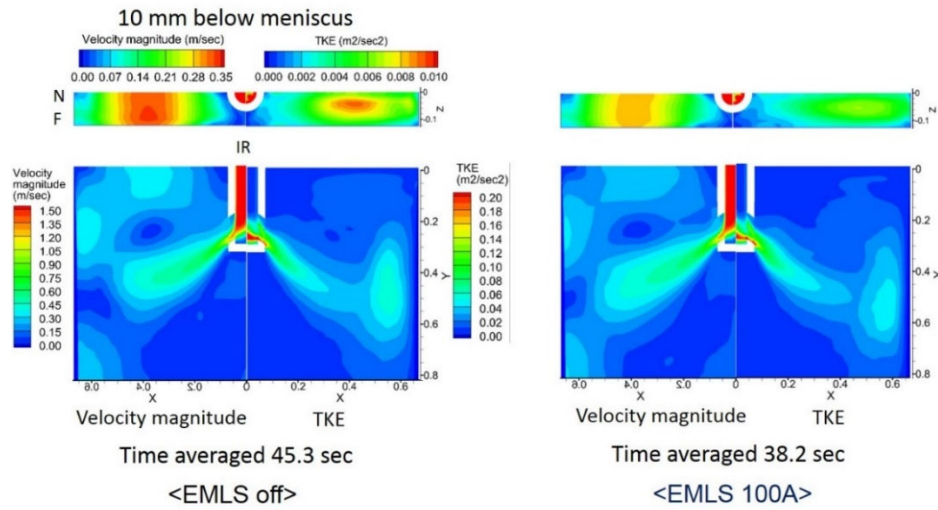 10 mm below meniscus
Velocity magnitude (m/sec) TKE (m2/sec2)
0.00 0.07 0.14 0.21 0.28 0.35 0.000 0.002 0.004 0.006 0.008 0.010
N 0
F -0.1 Z
0
-0.1 Z
IR
Velocity magnitude (m/sec)
1.50
1.35
1.20
1.05
0.90
0.75
0.60
0.45
0.30
0.15
0.00
TKE (m2/sec2)
0.20
0.18
0.16
0.14
0.12
0.10
0.08
0.06
0.04
0.02
0.00
0
0.2
0.4 Y
0.6
0.8
0
0.2
0.4 Y
0.6
0.8
0.6 0.4 0.2 0 0.2 0.4 0.6
X X
0.6 0.4 0.2 0 0.2 0.4 0.6
X X
Velocity magnitude TKE
Velocity magnitude TKE
Time averaged 45.3 sec
Time averaged 38.2 sec
<EMLS off>
<EMLS 100A>